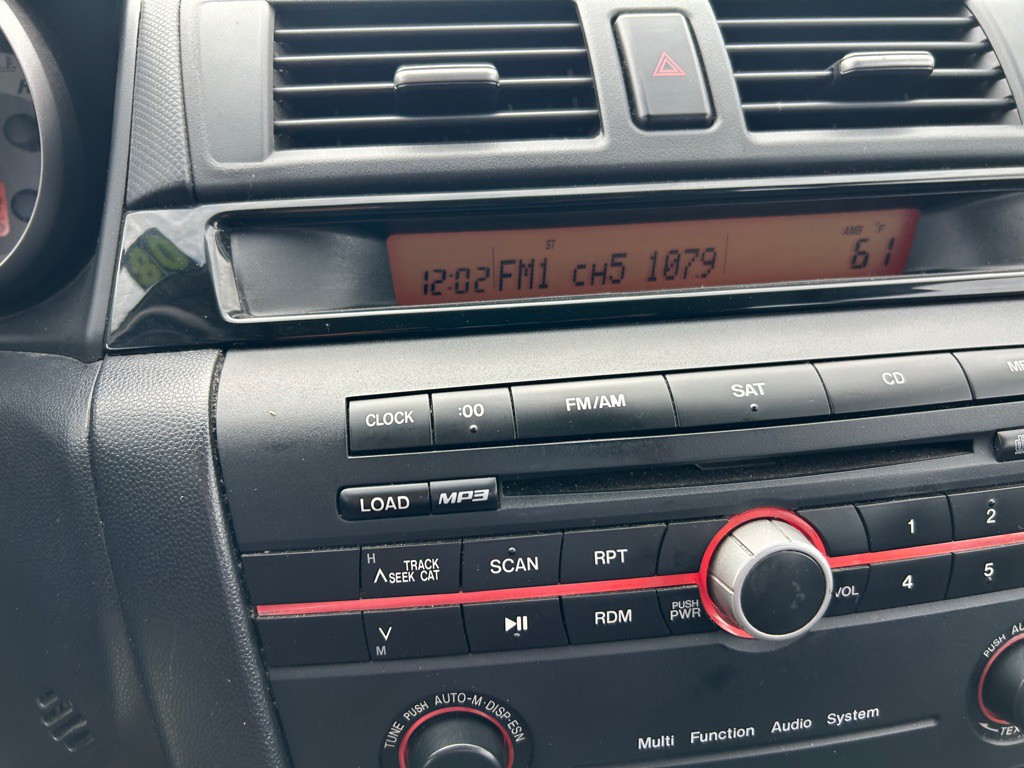 ST
AMB °F
12:02 FM1 CH5 107.9 61
CLOCK :00 FM/AM SAT CD
LOAD MP3
H TRACK SCAN RPT 1 2
∧ SEEK CAT
∨ ▶II RDM PUSH VOL 4 5
M PWR
TUNE PUSH AUTO-M·DISP·ESN
Multi Function Audio System
PUSH